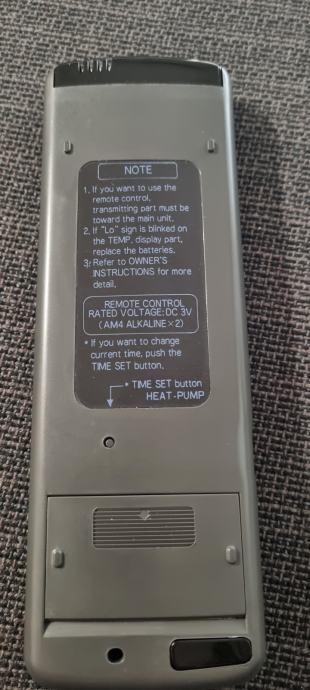 NOTE
1. If you want to use the
remote control,
transmitting part must be
toward the main unit.
2. If "Lo" sign is blinked on
the TEMP. display part,
replace the batteries.
3. Refer to OWNER'S
INSTRUCTIONS for more
detail.
REMOTE CONTROL
RATED VOLTAGE: DC 3V
(AM4 ALKALINE×2)
* If you want to change
current time, push the
TIME SET button.
* TIME SET button
HEAT-PUMP